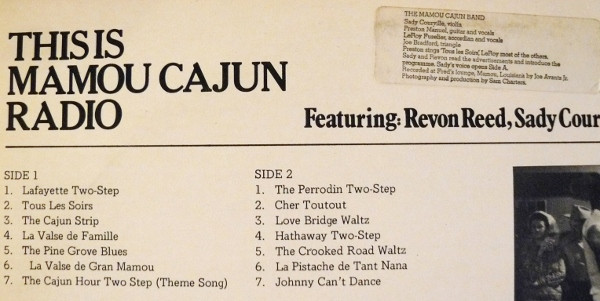 THIS IS
MAMOU CAJUN
RADIO
THE MAMOU CAJUN BAND
Sady Courville, violin
Preston Manuel, guitar and vocals
LeRoy Fuselier, accordion and vocals
Joe Bradford, triangle
Preston sings 'Tous les Soirs', LeRoy most of the others.
Sady and Revon read the advertisements and introduce the
programme. Sady's voice opens Side A.
Recorded at Fred's lounge, Mamou, Louisiana by Joe Avants Jr.
Photography and production by Sam Charters.
Featuring: Revon Reed, Sady Cour
SIDE 1
1. Lafayette Two-Step
2. Tous Les Soirs
3. The Cajun Strip
4. La Valse de Famille
5. The Pine Grove Blues
6. La Valse de Gran Mamou
7. The Cajun Hour Two Step (Theme Song)
SIDE 2
1. The Perrodin Two-Step
2. Cher Toutout
3. Love Bridge Waltz
4. Hathaway Two-Step
5. The Crooked Road Waltz
6. La Pistache de Tant Nana
7. Johnny Can't Dance